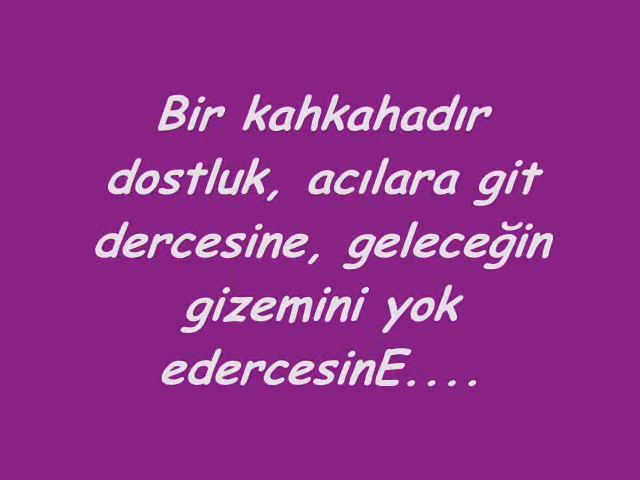 Bir kahkahadır
dostluk, acılara git
dercesine, geleceğin
gizemini yok
edercesinE....